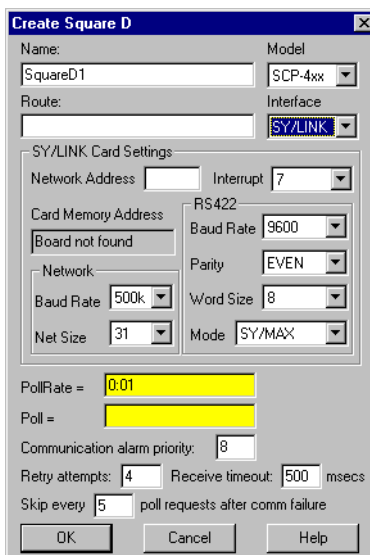 Create Square D
Name: Model
SquareD1 SCP-4xx
Route: Interface
SY/LINK
SY/LINK Card Settings
Network Address Interrupt 7
Card Memory Address
Board not found
RS422
Baud Rate 9600
Parity EVEN
Word Size 8
Mode SY/MAX
Network
Baud Rate 500k
Net Size 31
PollRate = 0:01
Poll =
Communication alarm priority: 8
Retry attempts: 4 Receive timeout: 500 msecs
Skip every 5 poll requests after comm failure
OK Cancel Help